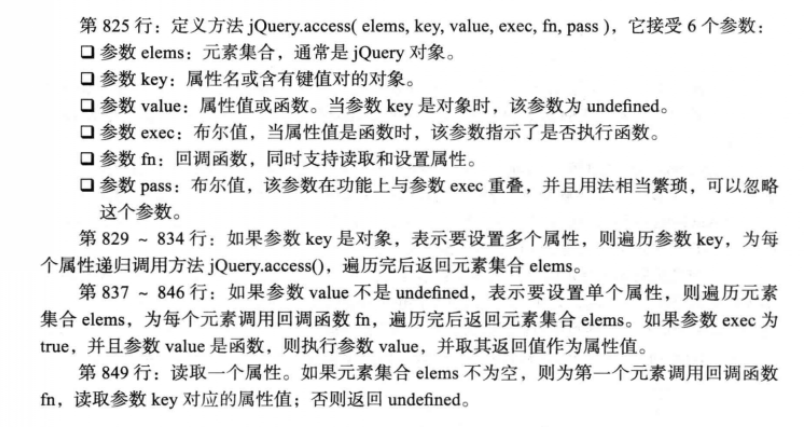 第 825 行：定义方法 jQuery.access( elems, key, value, exec, fn, pass )，它接受 6 个参数：
❑ 参数 elems：元素集合，通常是 jQuery 对象。
❑ 参数 key：属性名或含有键值对的对象。
❑ 参数 value：属性值或函数。当参数 key 是对象时，该参数为 undefined。
❑ 参数 exec：布尔值，当属性值是函数时，该参数指示了是否执行函数。
❑ 参数 fn：回调函数，同时支持读取和设置属性。
❑ 参数 pass：布尔值，该参数在功能上与参数 exec 重叠，并且用法相当繁琐，可以忽略
这个参数。
第 829 ~ 834 行：如果参数 key 是对象，表示要设置多个属性，则遍历参数 key，为每
个属性递归调用方法 jQuery.access()，遍历完后返回元素集合 elems。
第 837 ~ 846 行：如果参数 value 不是 undefined，表示要设置单个属性，则遍历元素
集合 elems，为每个元素调用回调函数 fn，遍历完后返回元素集合 elems。如果参数 exec 为
true，并且参数 value 是函数，则执行参数 value，并取其返回值作为属性值。
第 849 行：读取一个属性。如果元素集合 elems 不为空，则为第一个元素调用回调函数
fn，读取参数 key 对应的属性值；否则返回 undefined。